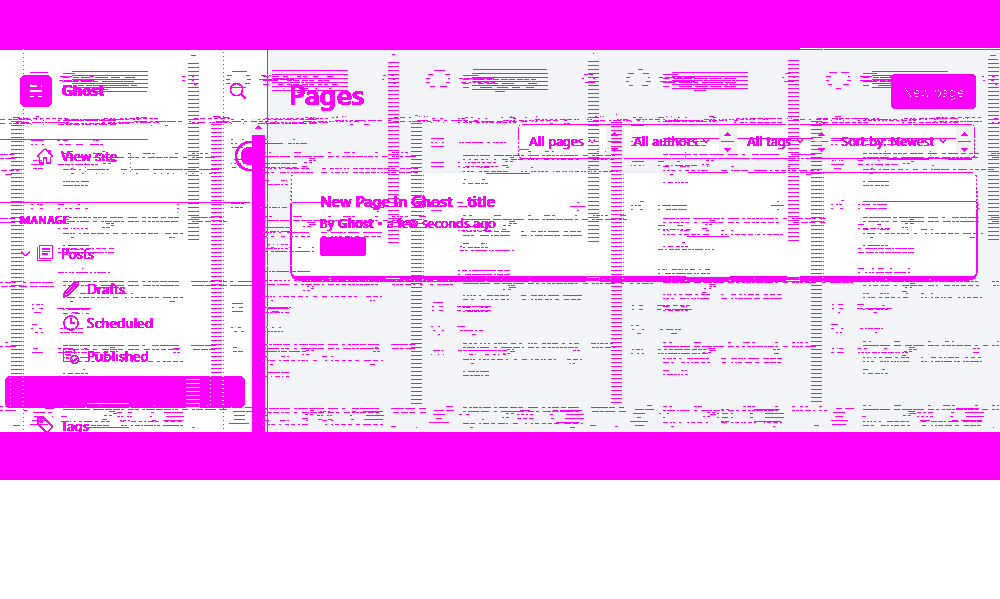 Ghost
Pages
New page
View site
All pages
All authors
All tags
Sort by: Newest
MANAGE
New Page in Ghost - title
By Ghost - a few seconds ago
Posts
Drafts
Scheduled
Published
Tags